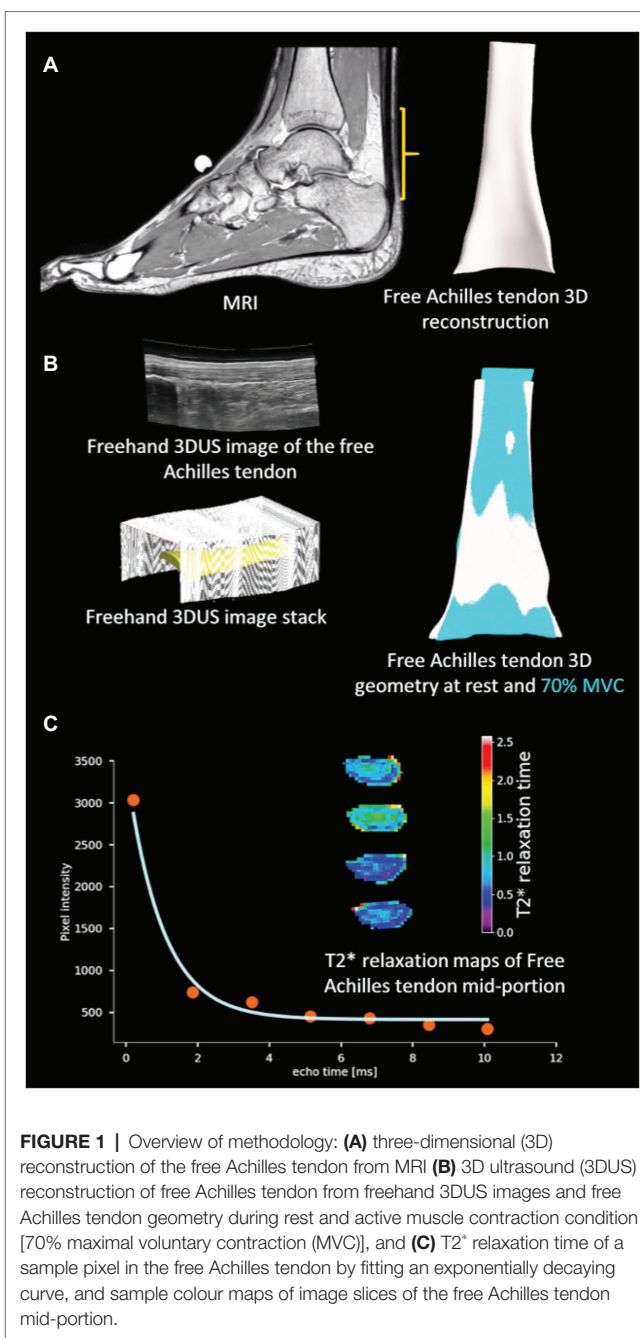 A
MRI
Free Achilles tendon 3D
reconstruction
B
Freehand 3DUS image of the free
Achilles tendon
Freehand 3DUS image stack
Free Achilles tendon 3D
geometry at rest and 70% MVC
C
3500
3000
2500
2000
1500
1000
500
Pixel intensity
0
2
4
6
8
10
12
echo time [ms]
2.5
2.0
1.5
1.0
0.5
0.0
T2* relaxation time
T2* relaxation maps of Free
Achilles tendon mid-portion
FIGURE 1 | Overview of methodology: (A) three-dimensional (3D)
reconstruction of the free Achilles tendon from MRI (B) 3D ultrasound (3DUS)
reconstruction of free Achilles tendon from freehand 3DUS images and free
Achilles tendon geometry during rest and active muscle contraction condition
[70% maximal voluntary contraction (MVC)], and (C) T2* relaxation time of a
sample pixel in the free Achilles tendon by fitting an exponentially decaying
curve, and sample colour maps of image slices of the free Achilles tendon
mid-portion.